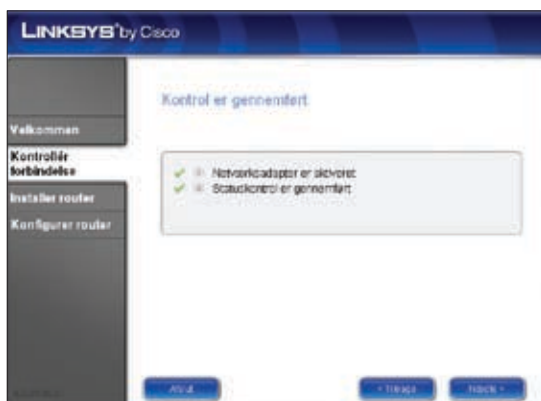 LINKSYS® by Cisco
Kontrol er gennemført
Velkommen
Kontrollér
forbindelse
Installer router
Konfigurer router
Netværksadapter er aktiveret
Statuskontrol er gennemført
Afslut
Tilbage
Næste